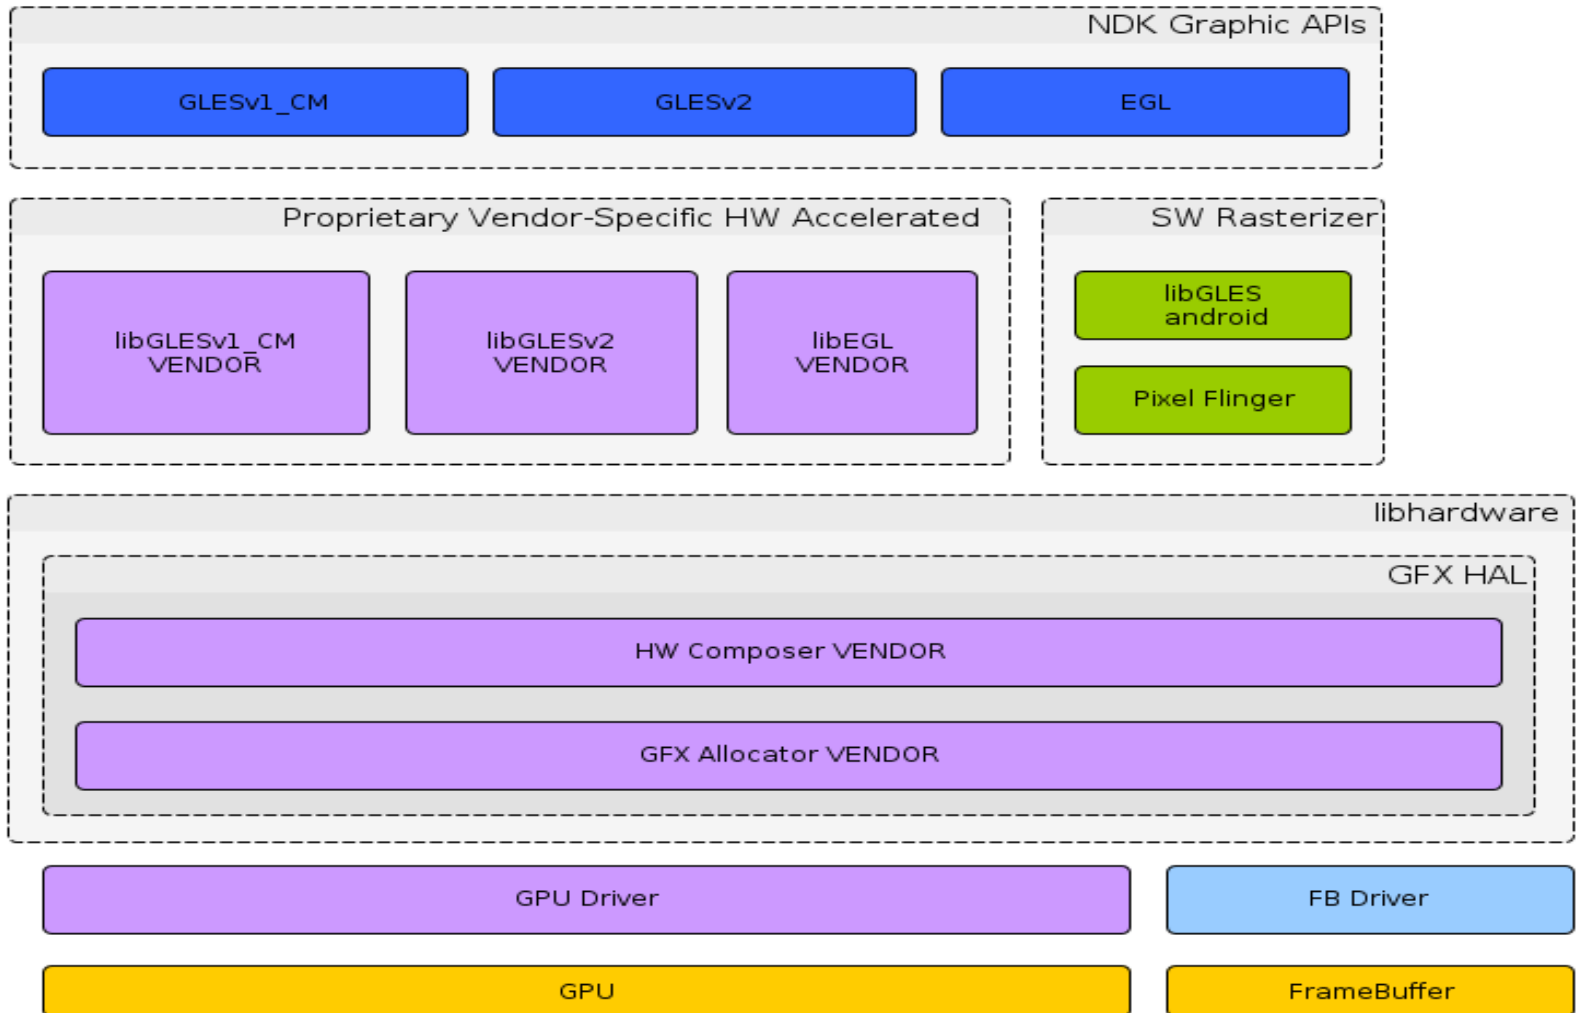 NDK Graphic APIs
GLESv1_CM
GLESv2
EGL
Proprietary Vendor-Specific HW Accelerated
SW Rasterizer
libGLESv1_CM
VENDOR
libGLESv2
VENDOR
libEGL
VENDOR
libGLES
android
Pixel Flinger
libhardware
GFX HAL
HW Composer VENDOR
GFX Allocator VENDOR
GPU Driver
FB Driver
GPU
FrameBuffer